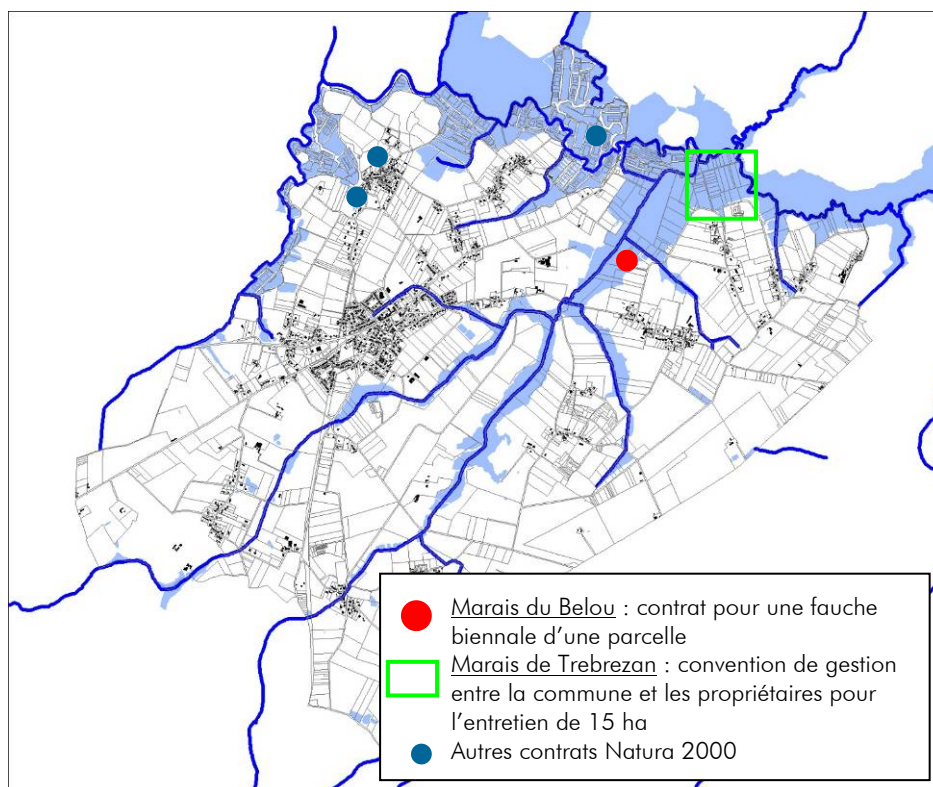 Marais du Belou : contrat pour une fauche
biennale d'une parcelle
Marais de Trebrezan : convention de gestion
entre la commune et les propriétaires pour
l'entretien de 15 ha
Autres contrats Natura 2000